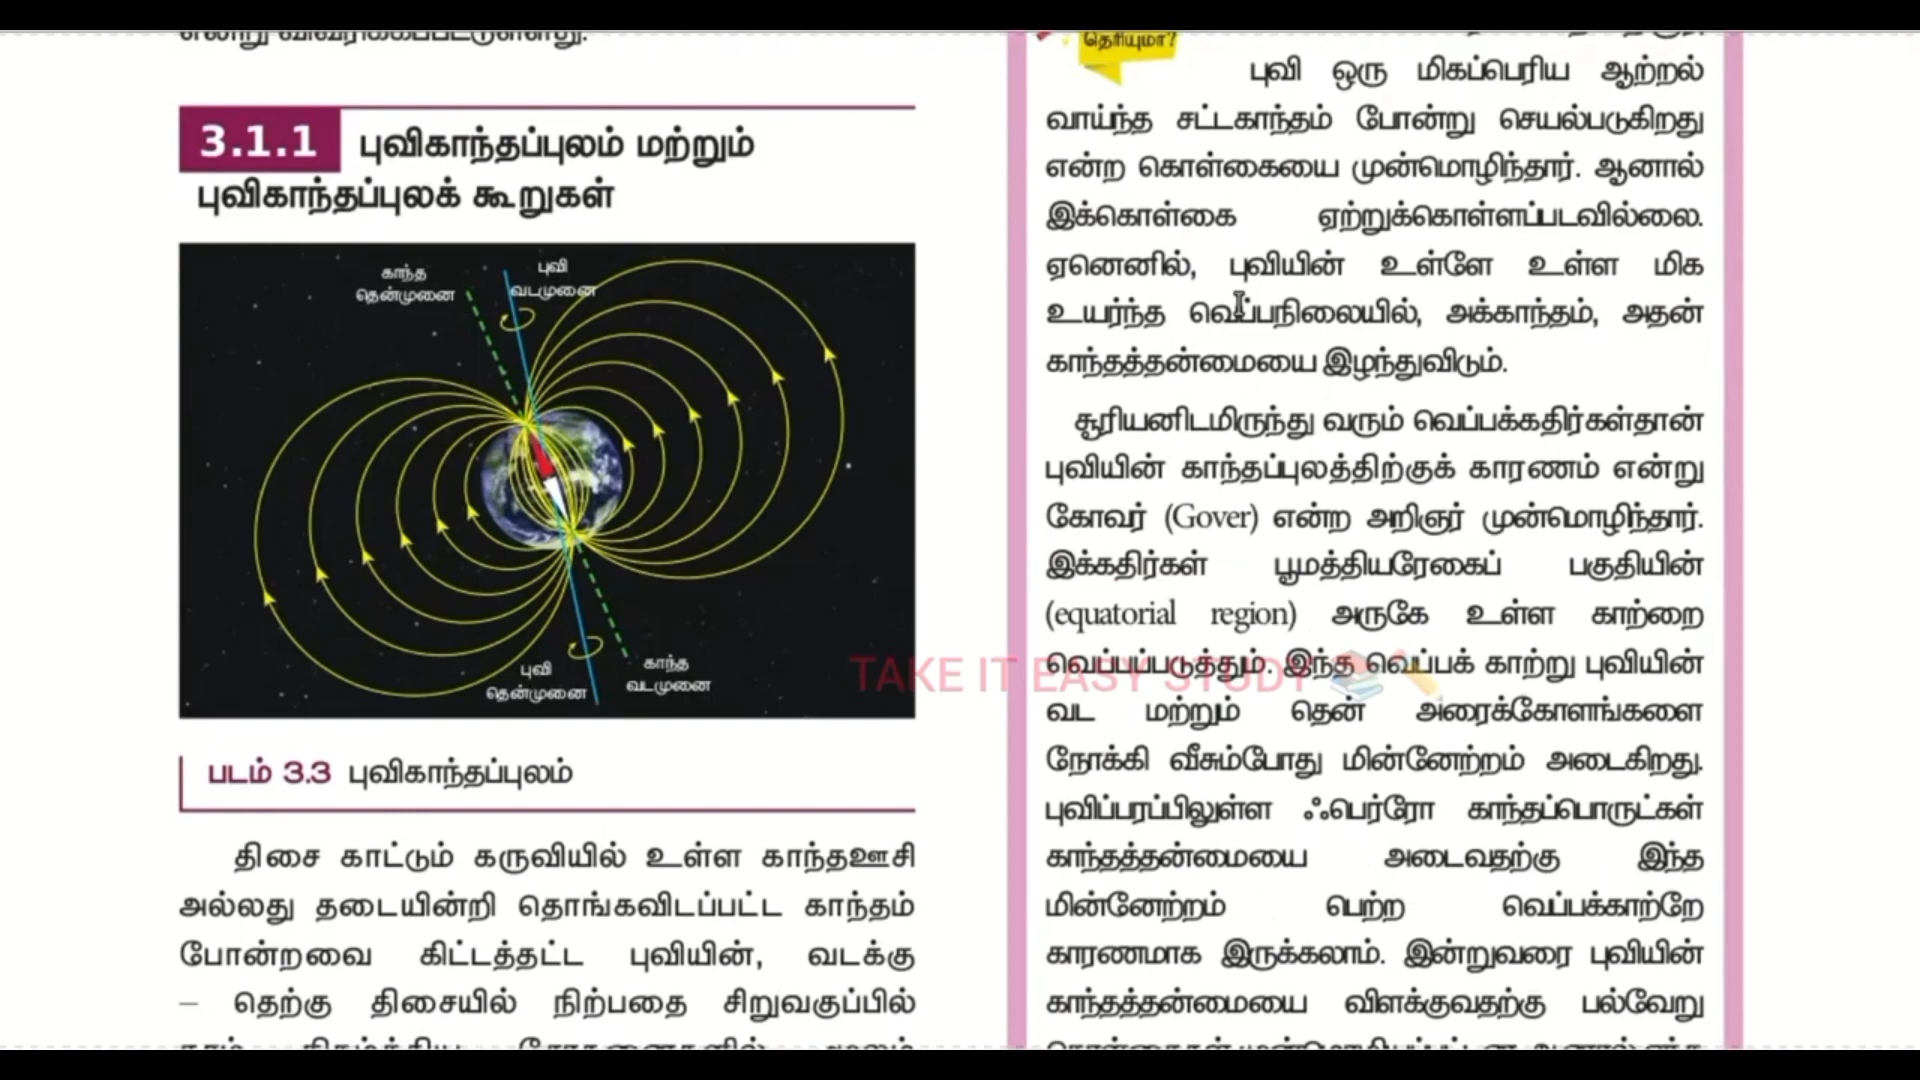 3.1.1 புவிகாந்தப்புலம் மற்றும்
புவிகாந்தப்புலக் கூறுகள்
காந்த
தென்முனை
புவி
வடமுனை
புவி
தென்முனை
காந்த
வடமுனை
படம் 3.3 புவிகாந்தப்புலம்
திசை காட்டும் கருவியில் உள்ள காந்தஊசி
அல்லது தடையின்றி தொங்கவிடப்பட்ட காந்தம்
போன்றவை கிட்டத்தட்ட புவியின், வடக்கு
– தெற்கு திசையில் நிற்பதை சிறுவகுப்பில்
தெரியுமா?
புவி ஒரு மிகப்பெரிய ஆற்றல்
வாய்ந்த சட்டகாந்தம் போன்று செயல்படுகிறது
என்ற கொள்கையை முன்மொழிந்தார். ஆனால்
இக்கொள்கை ஏற்றுக்கொள்ளப்படவில்லை.
ஏனெனில், புவியின் உள்ளே உள்ள மிக
உயர்ந்த வெப்பநிலையில், அக்காந்தம், அதன்
காந்தத்தன்மையை இழந்துவிடும்.
சூரியனிடமிருந்து வரும் வெப்பக்கதிர்கள்தான்
புவியின் காந்தப்புலத்திற்குக் காரணம் என்று
கோவர் (Gover) என்ற அறிஞர் முன்மொழிந்தார்.
இக்கதிர்கள் பூமத்தியரேகைப் பகுதியின்
(equatorial region) அருகே உள்ள காற்றை
வெப்பப்படுத்தும். இந்த வெப்பக் காற்று புவியின்
வட மற்றும் தென் அரைக்கோளங்களை
நோக்கி வீசும்போது மின்னேற்றம் அடைகிறது.
புவிப்பரப்பிலுள்ள ஃபெர்ரோ காந்தப்பொருட்கள்
காந்தத்தன்மையை அடைவதற்கு இந்த
மின்னேற்றம் பெற்ற வெப்பக்காற்றே
காரணமாக இருக்கலாம். இன்றுவரை புவியின்
காந்தத்தன்மையை விளக்குவதற்கு பல்வேறு
TAKE IT EASY STUDY